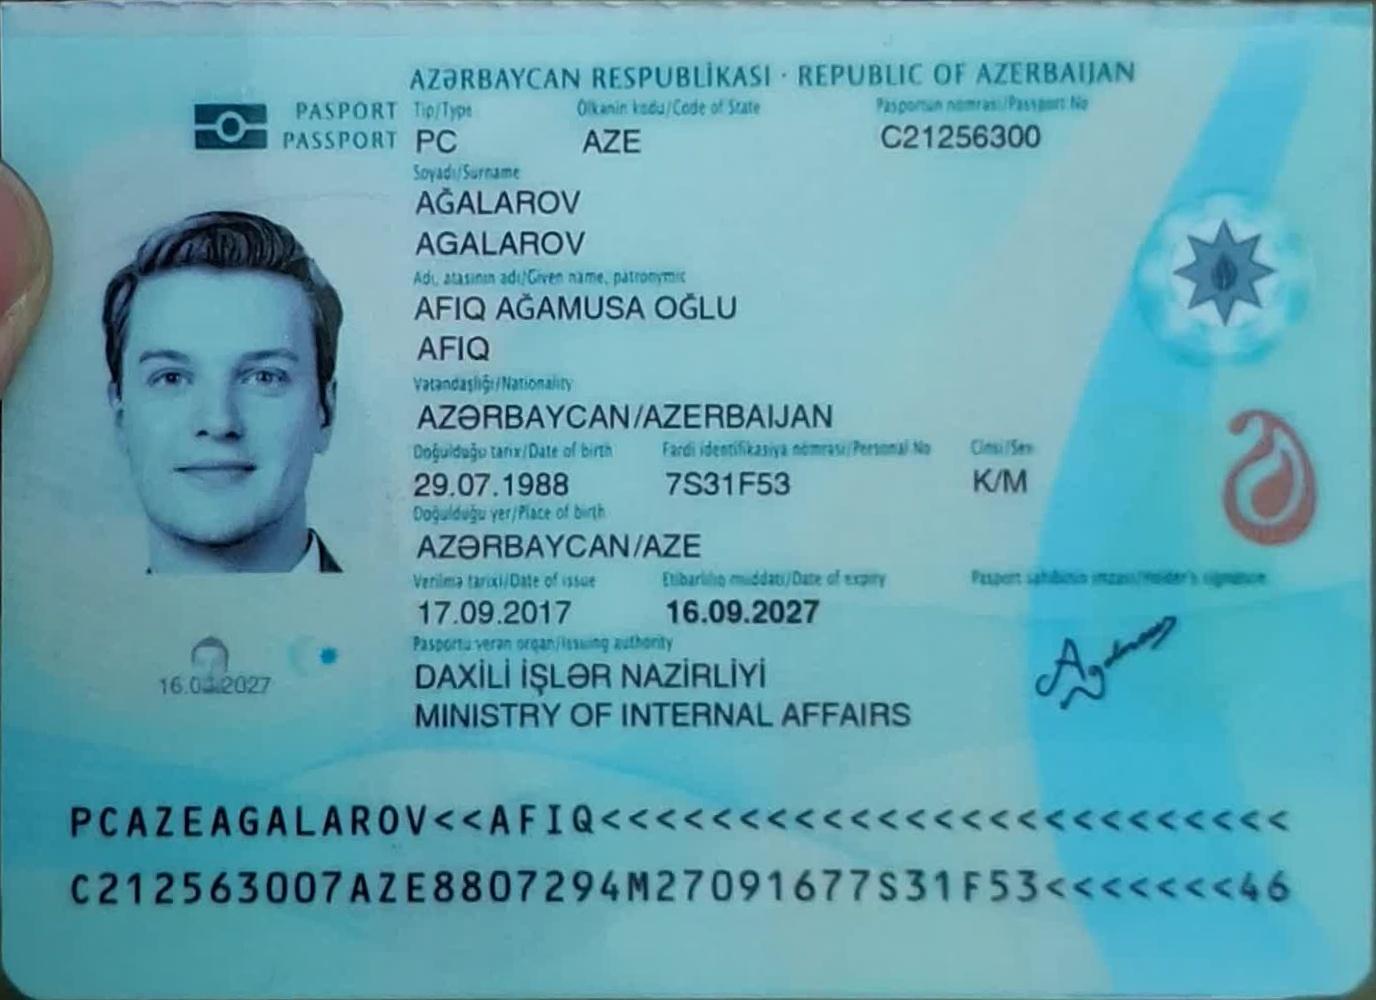 AZƏRBAYCAN RESPUBLİKASI · REPUBLIC OF AZERBAIJAN
PASPORT
PASSPORT
Tip/Type
Ölkənin kodu/Code of State
Pasportun nömrəsi/Passport No
PC
AZE
C21256300
Soyadı/Surname
AĞALAROV
AGALAROV
Adı, atasının adı/Given name, patronymic
AFIQ AĞAMUSA OĞLU
AFIQ
Vətəndaşlığı/Nationality
AZƏRBAYCAN/AZERBAIJAN
Doğulduğu tarix/Date of birth
Fərdi identifikasiya nömrəsi/Personal No
Cinsi/Sex
29.07.1988
7S31F53
K/M
Doğulduğu yer/Place of birth
AZƏRBAYCAN/AZE
Verilmə tarixi/Date of issue
Etibarlılıq müddəti/Date of expiry
Pasport sahibinin imzası/Holder's signature
17.09.2017
16.09.2027
Pasportu verən orqan/Issuing authority
DAXİLİ İŞLƏR NAZİRLİYİ
MINISTRY OF INTERNAL AFFAIRS
PCAZEAGALAROV<<AFIQ<<<<<<<<<<<<<<<<<<<<<<<<<
C212563007AZE8807294M27091677S31F53<<<<<<<46